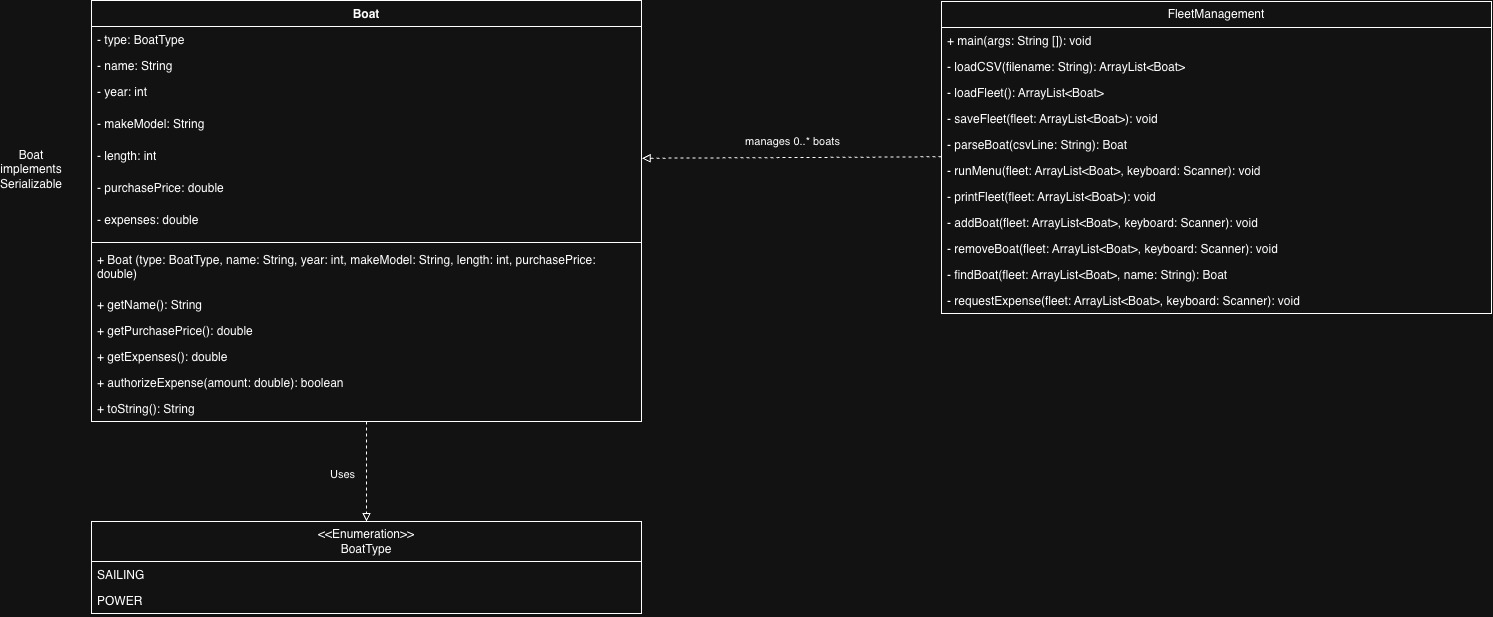 Boat
- type: BoatType
- name: String
- year: int
- makeModel: String
- length: int
- purchasePrice: double
- expenses: double
+ Boat (type: BoatType, name: String, year: int, makeModel: String, length: int, purchasePrice:
double)
+ getName(): String
+ getPurchasePrice(): double
+ getExpenses(): double
+ authorizeExpense(amount: double): boolean
+ toString(): String
Boat
implements
Serializable
manages 0..* boats
FleetManagement
+ main(args: String []): void
- loadCSV(filename: String): ArrayList<Boat>
- loadFleet(): ArrayList<Boat>
- saveFleet(fleet: ArrayList<Boat>): void
- parseBoat(csvLine: String): Boat
- runMenu(fleet: ArrayList<Boat>, keyboard: Scanner): void
- printFleet(fleet: ArrayList<Boat>): void
- addBoat(fleet: ArrayList<Boat>, keyboard: Scanner): void
- removeBoat(fleet: ArrayList<Boat>, keyboard: Scanner): void
- findBoat(fleet: ArrayList<Boat>, name: String): Boat
- requestExpense(fleet: ArrayList<Boat>, keyboard: Scanner): void
Uses
<<Enumeration>>
BoatType
SAILING
POWER